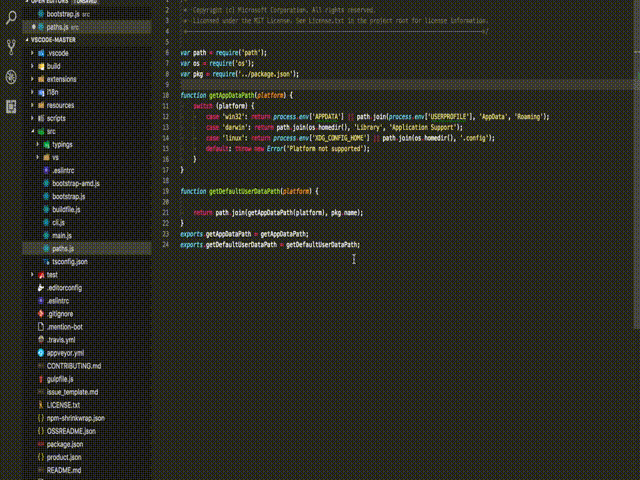 OPEN EDITORS 1 UNSAVED
bootstrap.js src
paths.js src
VSCODE-MASTER
.vscode
build
extensions
i18n
resources
scripts
src
typings
vs
.eslintrc
bootstrap-amd.js
bootstrap.js
buildfile.js
cli.js
main.js
paths.js
tsconfig.json
test
.editorconfig
.eslintrc
.gitignore
.mention-bot
.travis.yml
appveyor.yml
CONTRIBUTING.md
gulpfile.js
issue_template.md
LICENSE.txt
npm-shrinkwrap.json
OSSREADME.json
package.json
product.json
README.md
2 * Copyright (c) Microsoft Corporation. All rights reserved.
3 * Licensed under the MIT License. See License.txt in the project root for license information.
4 *--------------------------------------------------------------------------------------------*/
5
6 var path = require('path');
7 var os = require('os');
8 var pkg = require('../package.json');
9
10 function getAppDataPath(platform) {
11 switch (platform) {
12 case 'win32': return process.env['APPDATA'] || path.join(process.env['USERPROFILE'], 'AppData', 'Roaming');
13 case 'darwin': return path.join(os.homedir(), 'Library', 'Application Support');
14 case 'linux': return process.env['XDG_CONFIG_HOME'] || path.join(os.homedir(), '.config');
15 default: throw new Error('Platform not supported');
16 }
17 }
18
19 function getDefaultUserDataPath(platform) {
20
21 return path.join(getAppDataPath(platform), pkg.name);
22 }
23 exports.getAppDataPath = getAppDataPath;
24 exports.getDefaultUserDataPath = getDefaultUserDataPath;